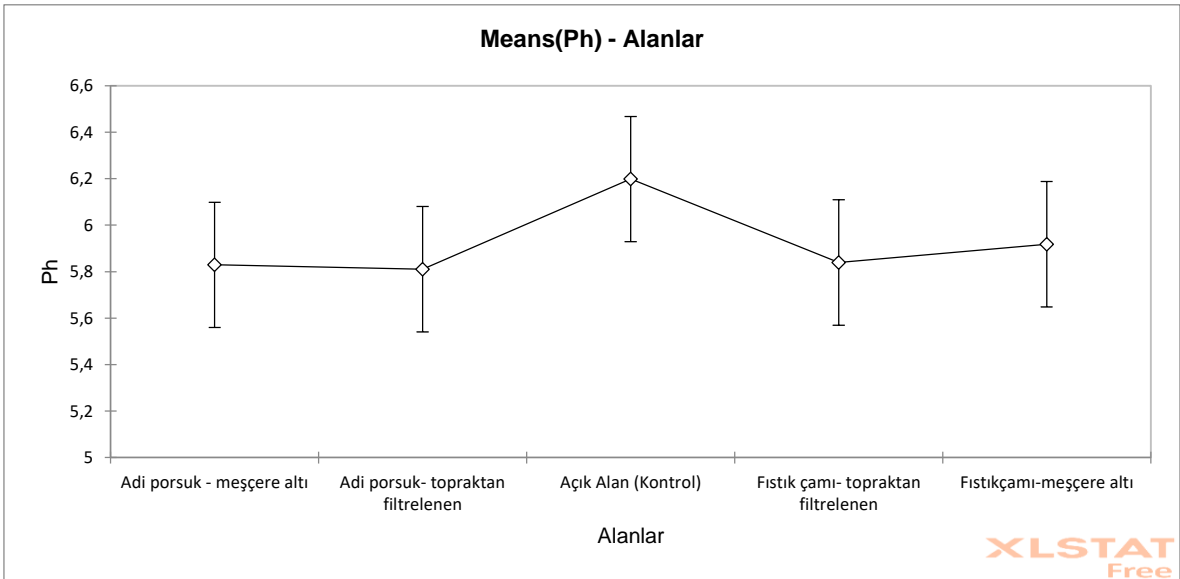 Means(Ph) - Alanlar
6,6
6,4
6,2
6
5,8
5,6
5,4
5,2
5
Ph
Adi porsuk - meşçere altı
Adi porsuk- topraktan
filtrelenen
Açık Alan (Kontrol)
Fıstık çamı- topraktan
filtrelenen
Fıstıkçamı-meşçere altı
Alanlar
XLSTAT
Free